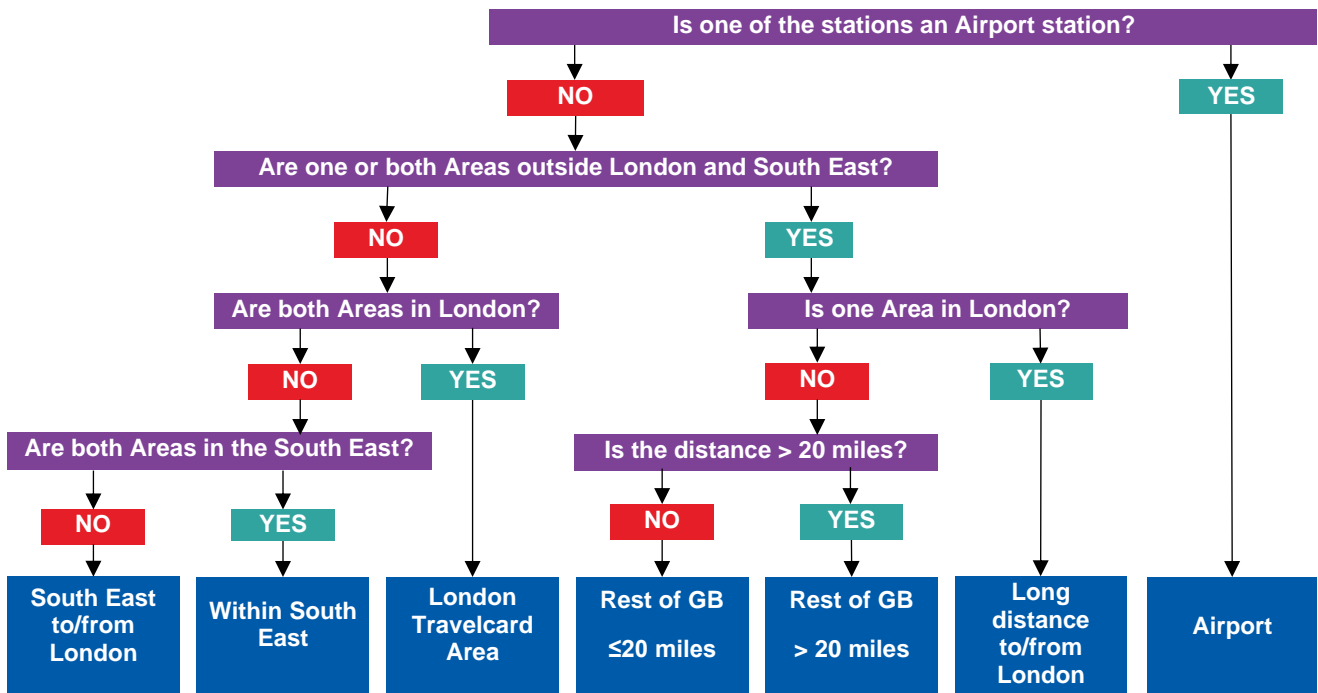 Is one of the stations an Airport station?
NO
YES
Are one or both Areas outside London and South East?
NO
YES
Are both Areas in London?
Is one Area in London?
NO
YES
NO
YES
Are both Areas in the South East?
Is the distance > 20 miles?
NO
YES
NO
YES
South East
to/from
London
Within South
East
London
Travelcard
Area
Rest of GB
≤20 miles
Rest of GB
> 20 miles
Long
distance
to/from
London
Airport